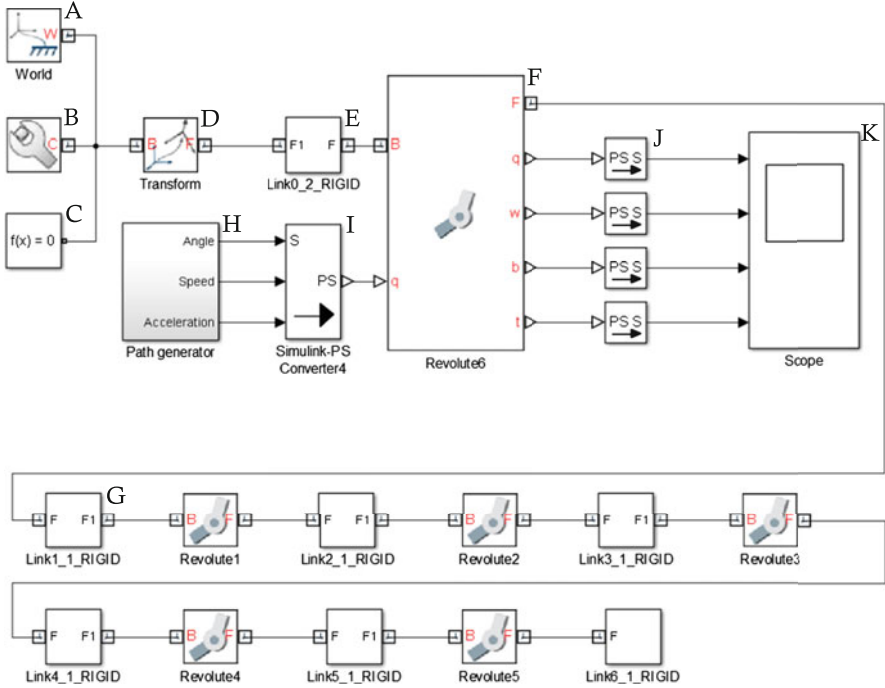 A
W
World
B
C
C
f(x) = 0
D
B F
Transform
E
F1 F
Link0_2_RIGID
H
Angle
Speed
Acceleration
Path generator
I
S
PS
Simulink-PS
Converter4
F
B
q
F
q
w
b
t
Revolute6
J
PS S
PS S
PS S
PS S
K
Scope
G
F F1
Link1_1_RIGID
B F
Revolute1
F F1
Link2_1_RIGID
B F
Revolute2
F F1
Link3_1_RIGID
B F
Revolute3
F F1
Link4_1_RIGID
B F
Revolute4
F F1
Link5_1_RIGID
B F
Revolute5
F
Link6_1_RIGID